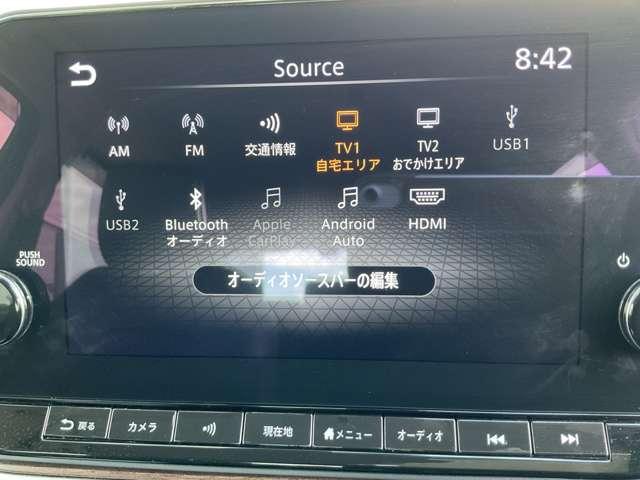 Source
8:42
AM
FM
交通情報
TV1
自宅エリア
TV2
おでかけエリア
USB1
USB2
Bluetooth
オーディオ
Apple
CarPlay
Android
Auto
HDMI
オーディオソースバーの編集
PUSH
SOUND
戻る
カメラ
現在地
メニュー
オーディオ